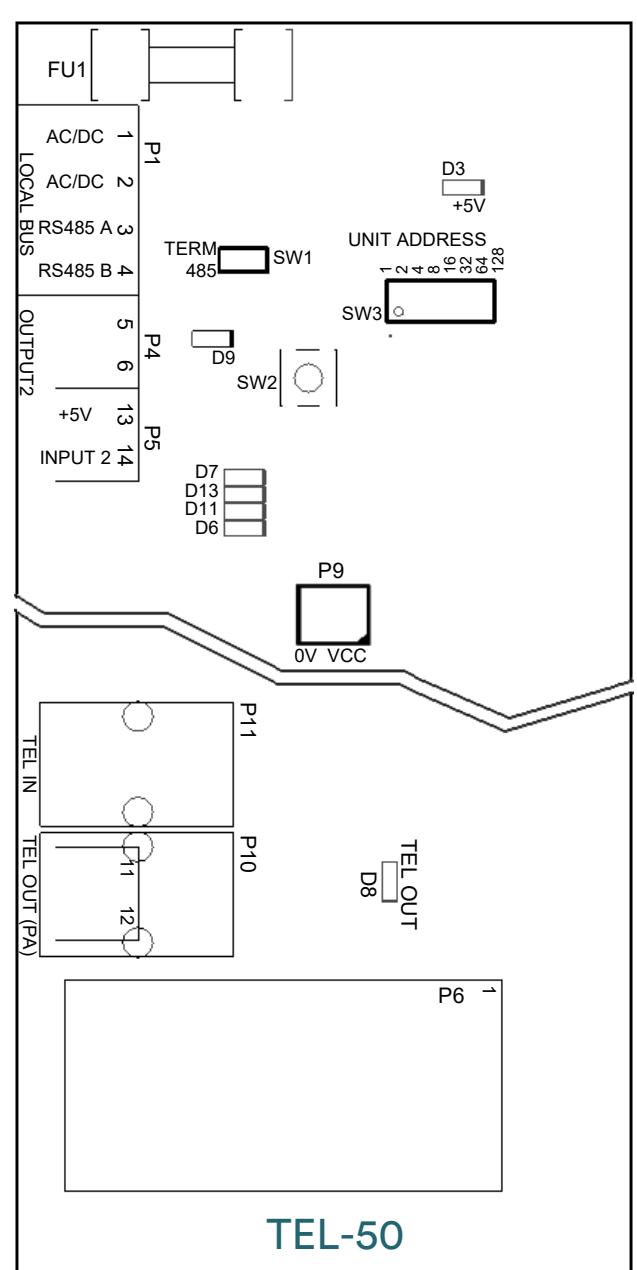 FU1
AC/DC 1
AC/DC 2
RS485 A 3
RS485 B 4
LOCAL BUS
P1
D3
+5V
TERM
485
SW1
UNIT ADDRESS
1 2 4 8 16 32 64 128
SW3
OUTPUT2
5
6
P4
D9
SW2
+5V 13
INPUT 2 14
P5
D7
D13
D11
D6
P9
0V VCC
TEL IN
P11
TEL OUT (PA)
11
12
P10
D8
TEL OUT
P6
1
TEL-50